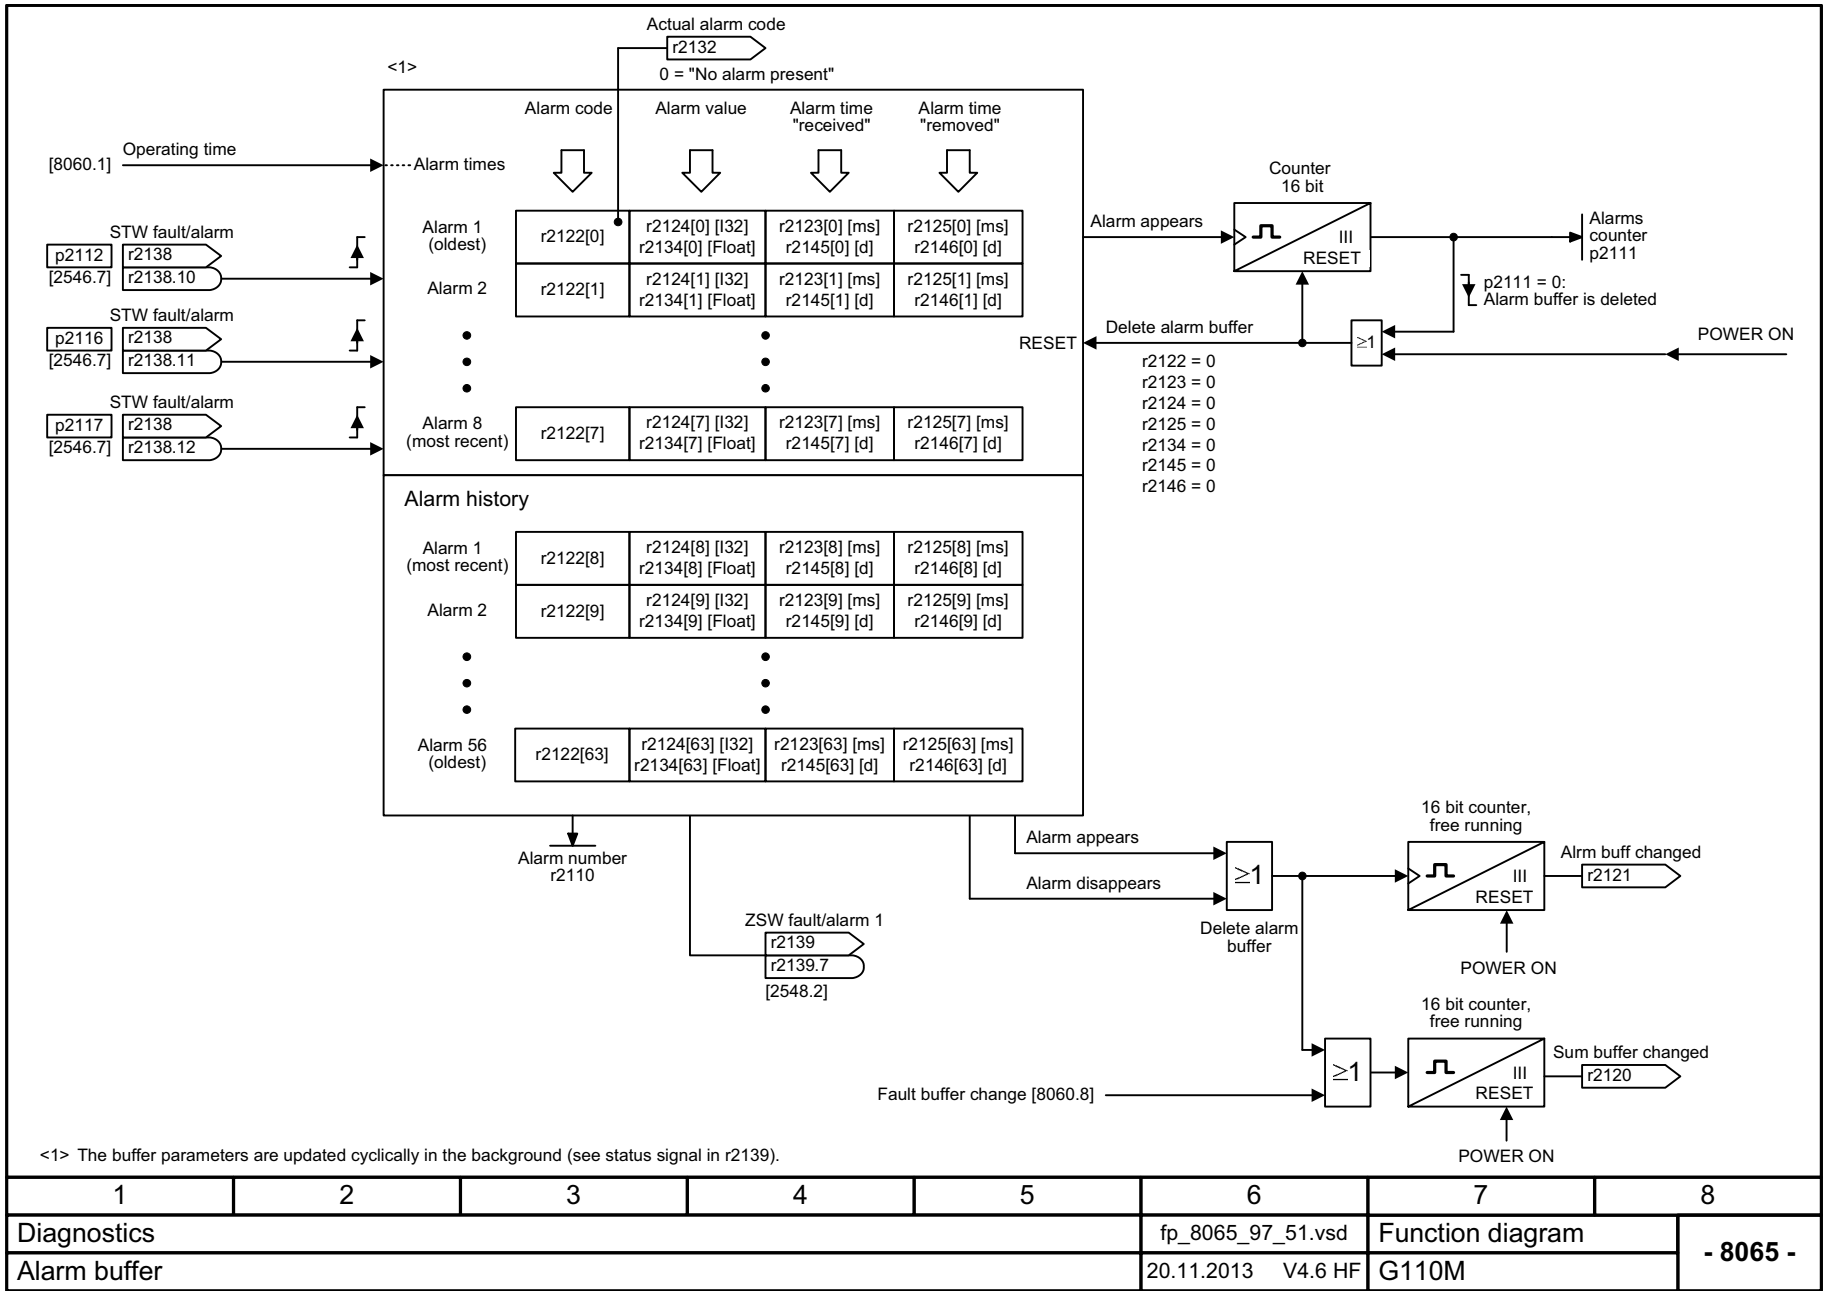 Actual alarm code
r2132
0 = "No alarm present"
<1>
Alarm code
Alarm value
Alarm time
"received"
Alarm time
"removed"
[8060.1]
Operating time
Alarm times
Alarm 1
(oldest)
r2122[0]
r2124[0] [I32]
r2134[0] [Float]
r2123[0] [ms]
r2145[0] [d]
r2125[0] [ms]
r2146[0] [d]
Alarm 2
r2122[1]
r2124[1] [I32]
r2134[1] [Float]
r2123[1] [ms]
r2145[1] [d]
r2125[1] [ms]
r2146[1] [d]
Alarm 8
(most recent)
r2122[7]
r2124[7] [I32]
r2134[7] [Float]
r2123[7] [ms]
r2145[7] [d]
r2125[7] [ms]
r2146[7] [d]
STW fault/alarm
p2112
r2138
[2546.7]
r2138.10
STW fault/alarm
p2116
r2138
[2546.7]
r2138.11
STW fault/alarm
p2117
r2138
[2546.7]
r2138.12
Alarm appears
Counter
16 bit
III
RESET
Alarms
counter
p2111
p2111 = 0:
Alarm buffer is deleted
RESET
Delete alarm buffer
≥1
POWER ON
r2122 = 0
r2123 = 0
r2124 = 0
r2125 = 0
r2134 = 0
r2145 = 0
r2146 = 0
Alarm history
Alarm 1
(most recent)
r2122[8]
r2124[8] [I32]
r2134[8] [Float]
r2123[8] [ms]
r2145[8] [d]
r2125[8] [ms]
r2146[8] [d]
Alarm 2
r2122[9]
r2124[9] [I32]
r2134[9] [Float]
r2123[9] [ms]
r2145[9] [d]
r2125[9] [ms]
r2146[9] [d]
Alarm 56
(oldest)
r2122[63]
r2124[63] [I32]
r2134[63] [Float]
r2123[63] [ms]
r2145[63] [d]
r2125[63] [ms]
r2146[63] [d]
Alarm number
r2110
ZSW fault/alarm 1
r2139
r2139.7
[2548.2]
Alarm appears
Alarm disappears
≥1
Delete alarm
buffer
16 bit counter,
free running
III
RESET
Alrm buff changed
r2121
POWER ON
16 bit counter,
free running
≥1
III
RESET
Sum buffer changed
r2120
Fault buffer change [8060.8]
POWER ON
<1> The buffer parameters are updated cyclically in the background (see status signal in r2139).
1 2 3 4 5 6 7 8
Diagnostics
fp_8065_97_51.vsd
Function diagram
- 8065 -
Alarm buffer
20.11.2013 V4.6 HF
G110M